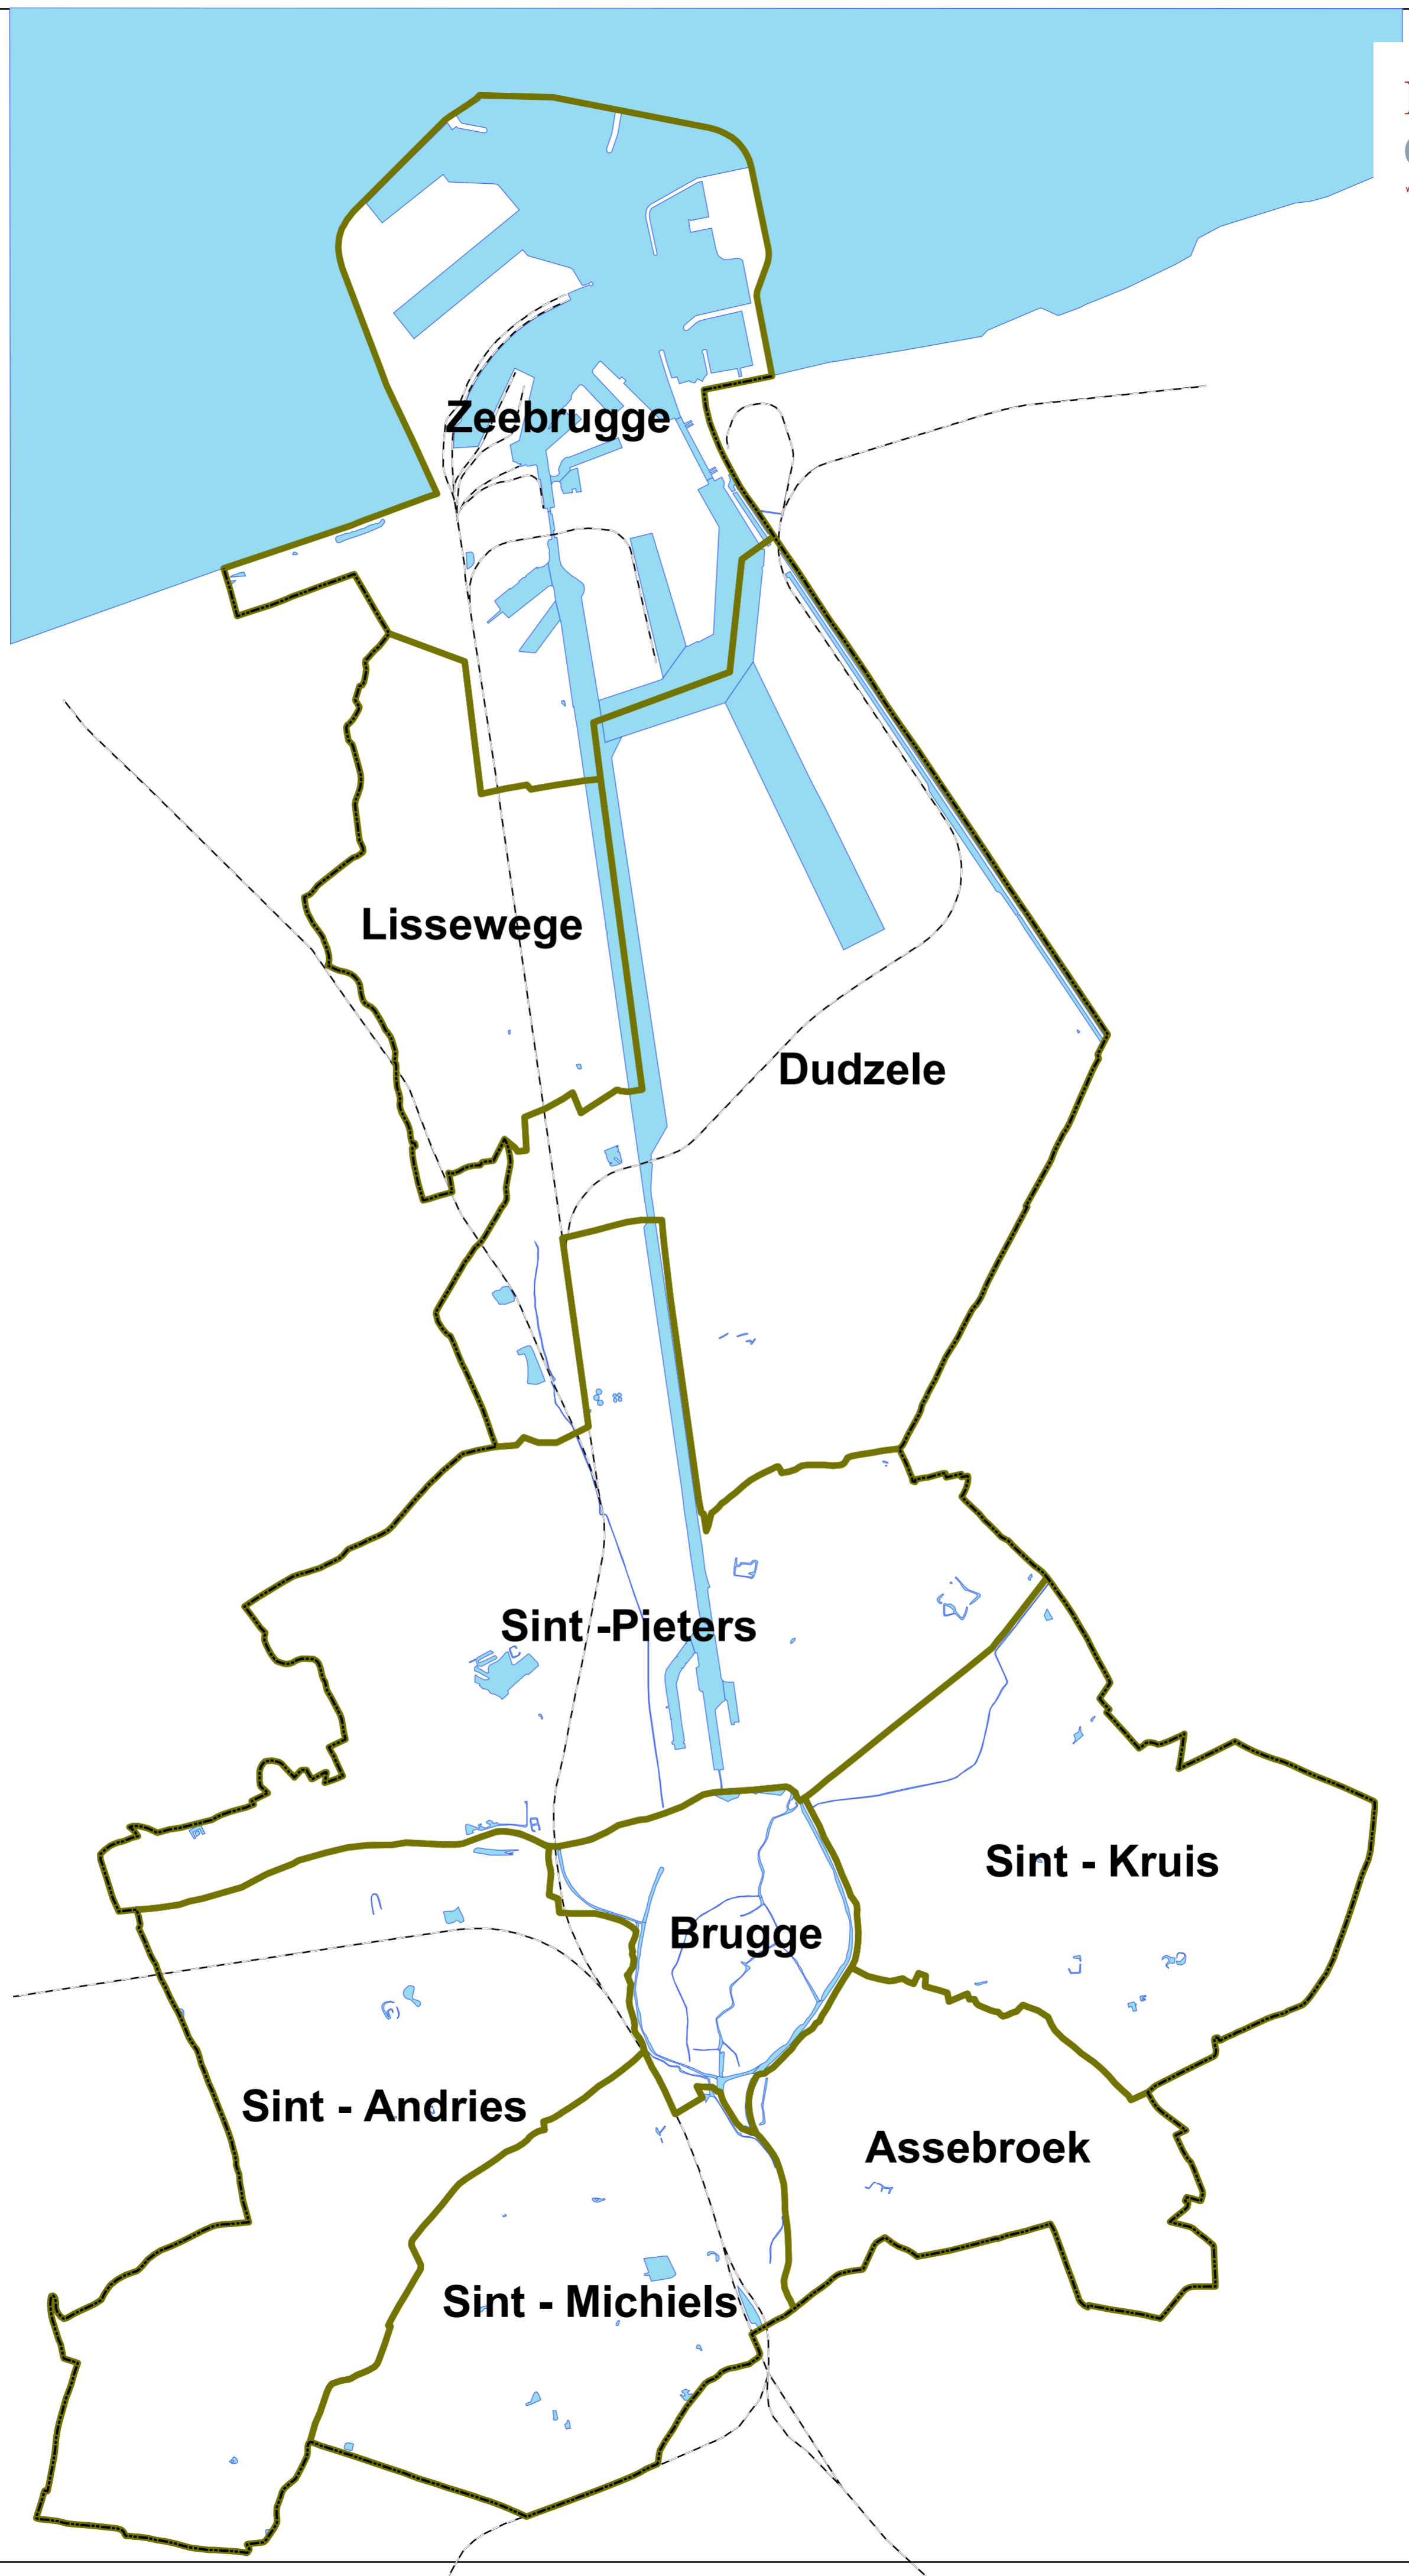 Zeebrugge
Lissewege
Dudzele
Sint -Pieters
Sint - Kruis
Brugge
Sint - Andries
Assebroek
Sint - Michiels